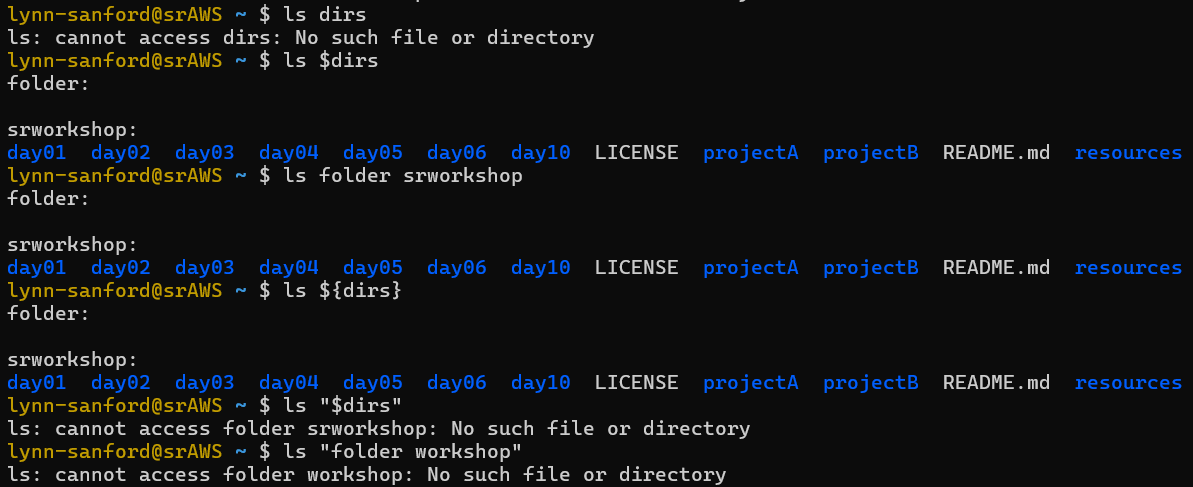 lynn-sanford@srAWS ~ $ ls dirs
ls: cannot access dirs: No such file or directory
lynn-sanford@srAWS ~ $ ls $dirs
folder:
srworkshop:
day01  day02  day03  day04  day05  day06  day10  LICENSE  projectA  projectB  README.md  resources
lynn-sanford@srAWS ~ $ ls folder srworkshop
folder:
srworkshop:
day01  day02  day03  day04  day05  day06  day10  LICENSE  projectA  projectB  README.md  resources
lynn-sanford@srAWS ~ $ ls ${dirs}
folder:
srworkshop:
day01  day02  day03  day04  day05  day06  day10  LICENSE  projectA  projectB  README.md  resources
lynn-sanford@srAWS ~ $ ls "$dirs"
ls: cannot access folder srworkshop: No such file or directory
lynn-sanford@srAWS ~ $ ls "folder workshop"
ls: cannot access folder workshop: No such file or directory